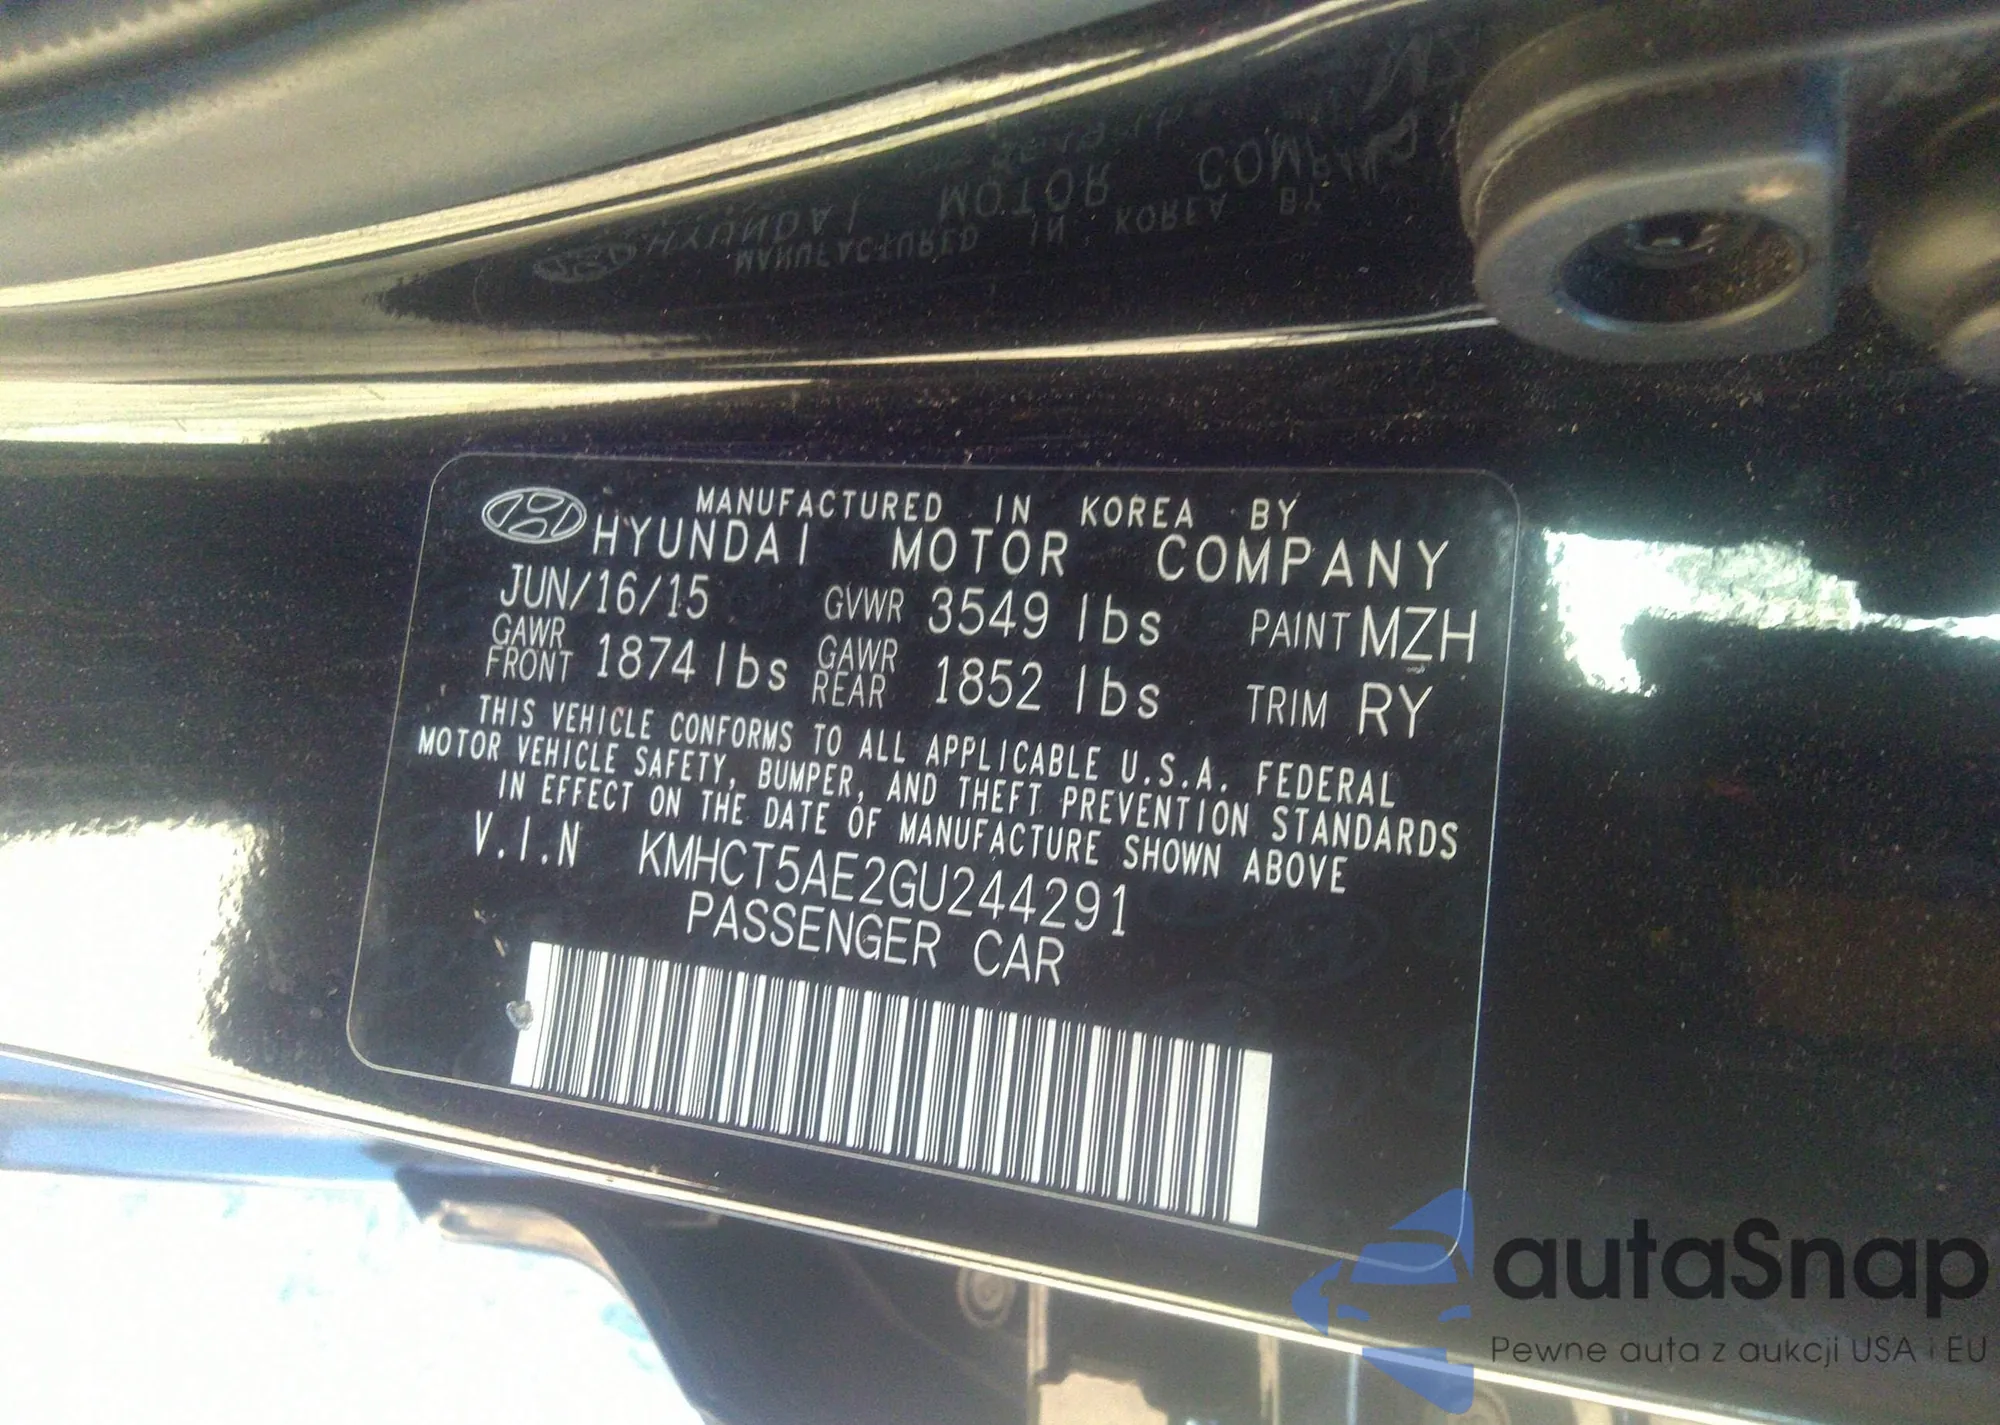 MANUFACTURED IN KOREA BY
HYUNDAI MOTOR COMPANY
JUN/16/15 GVWR 3549 lbs PAINT MZH
GAWR FRONT 1874 lbs GAWR REAR 1852 lbs TRIM RY
THIS VEHICLE CONFORMS TO ALL APPLICABLE U.S.A. FEDERAL
MOTOR VEHICLE SAFETY, BUMPER, AND THEFT PREVENTION STANDARDS
IN EFFECT ON THE DATE OF MANUFACTURE SHOWN ABOVE
V.I.N KMHCT5AE2GU244291
PASSENGER CAR
autaSnap
Pewne auta z aukcji USA i EU